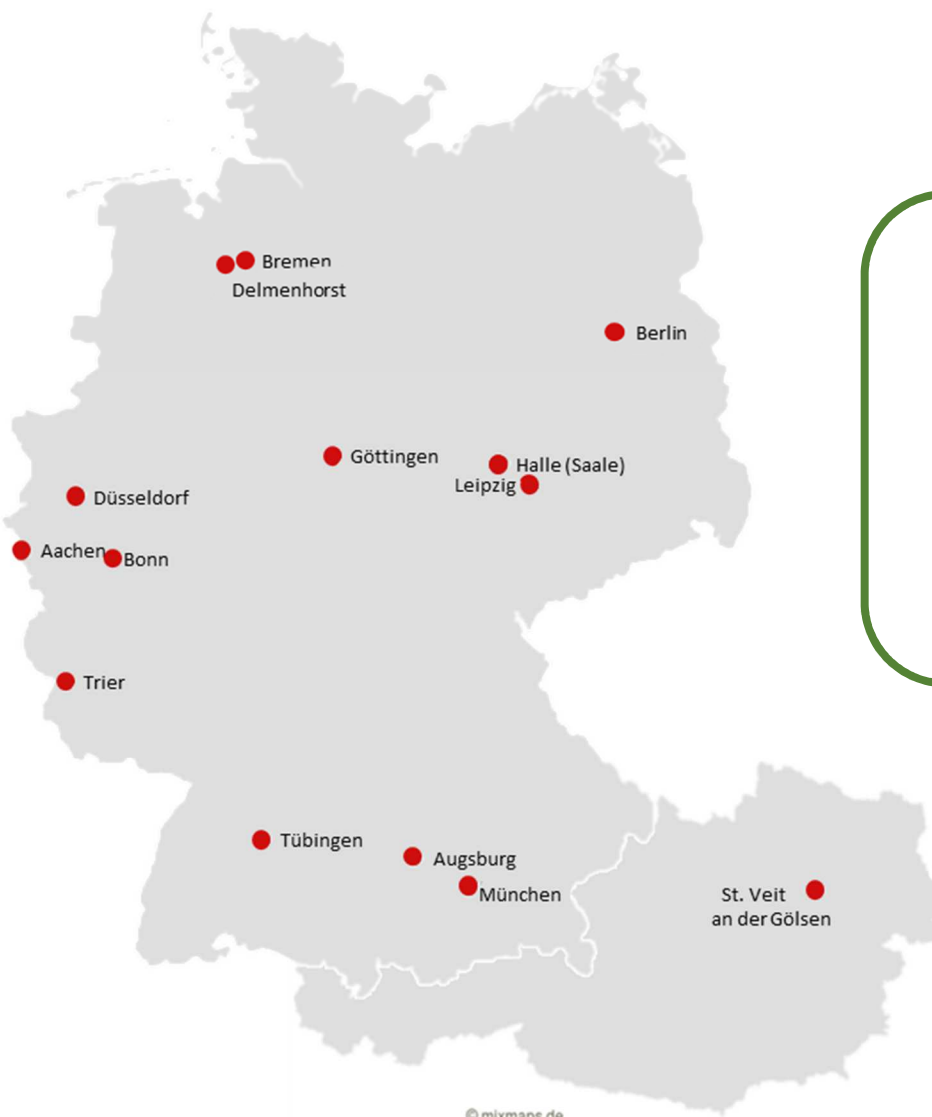 Bremen
Delmenhorst
Berlin
Göttingen
Halle (Saale)
Leipzig
Düsseldorf
Aachen
Bonn
Trier
Tübingen
Augsburg
München
St. Veit
an der Gölsen
© mixmaps.de